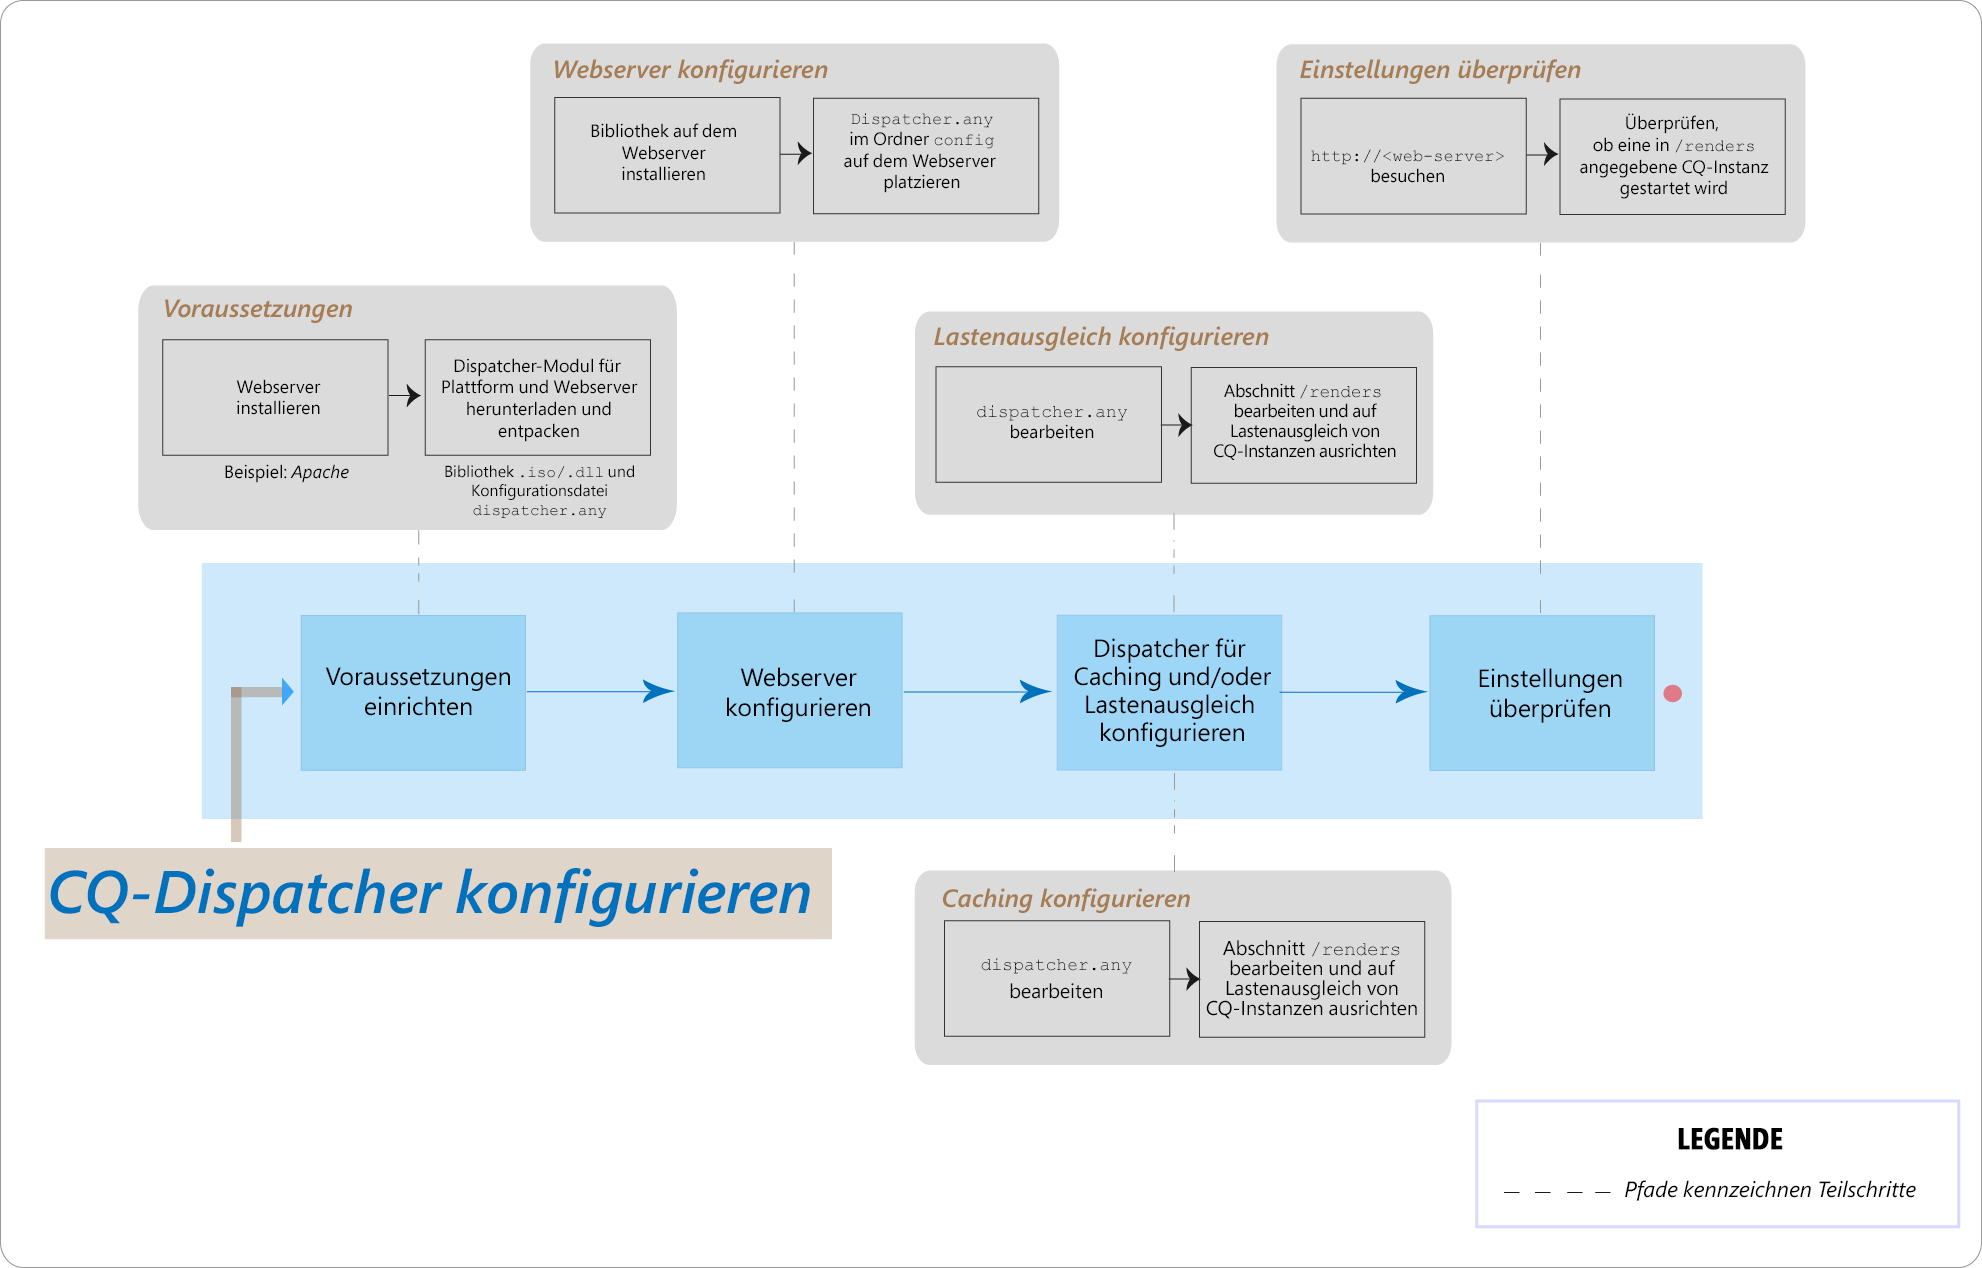 Webserver konfigurieren
Bibliothek auf dem
Webserver
installieren
Dispatcher.any
im Ordner config
auf dem Webserver
platzieren
Einstellungen überprüfen
http://<web-server>
besuchen
Überprüfen,
ob eine in /renders
angegebene CQ-Instanz
gestartet wird
Voraussetzungen
Webserver
installieren
Beispiel: Apache
Dispatcher-Modul für
Plattform und Webserver
herunterladen und
entpacken
Bibliothek .iso/.dll und
Konfigurationsdatei
dispatcher.any
Lastenausgleich konfigurieren
dispatcher.any
bearbeiten
Abschnitt /renders
bearbeiten und auf
Lastenausgleich von
CQ-Instanzen ausrichten
Voraussetzungen
einrichten
Webserver
konfigurieren
Dispatcher für
Caching und/oder
Lastenausgleich
konfigurieren
Einstellungen
überprüfen
CQ-Dispatcher konfigurieren
Caching konfigurieren
dispatcher.any
bearbeiten
Abschnitt /renders
bearbeiten und auf
Lastenausgleich von
CQ-Instanzen ausrichten
LEGENDE
Pfade kennzeichnen Teilschritte